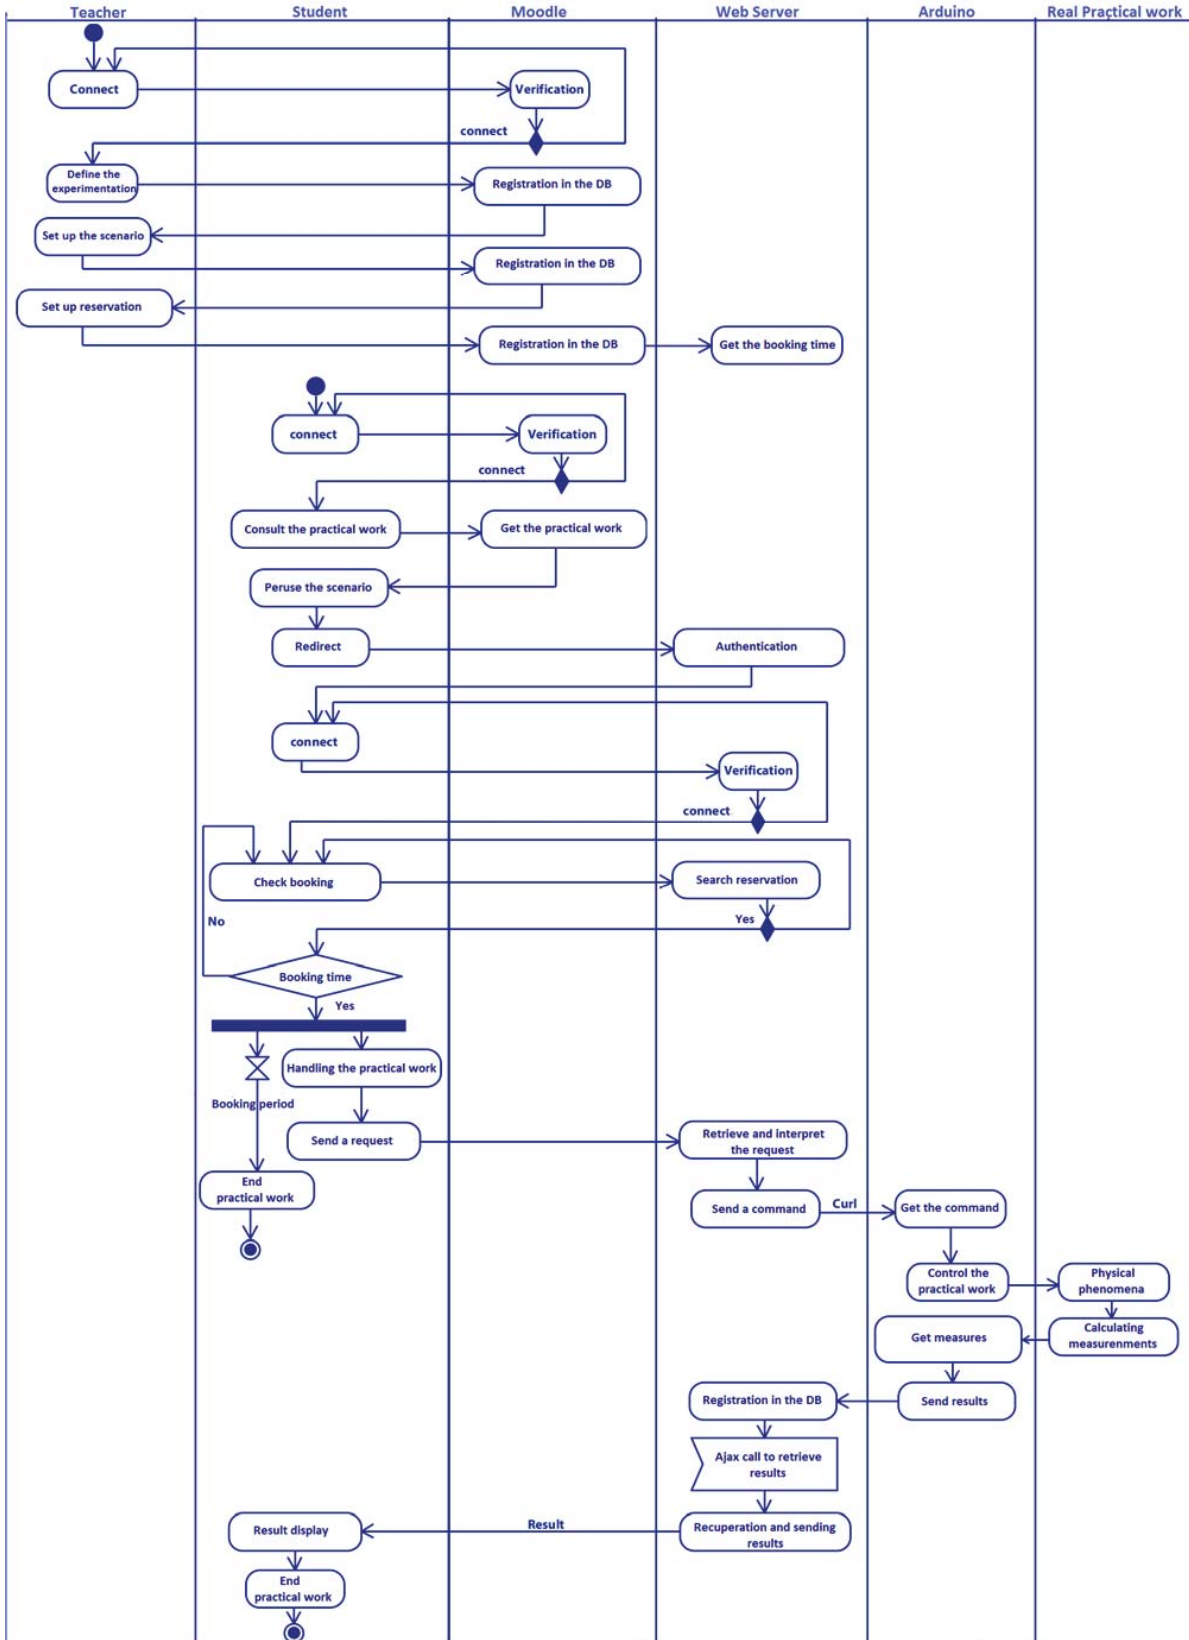 Teacher
Student
Moodle
Web Server
Arduino
Real Practical work
Connect
Verification
connect
Define the
experimentation
Registration in the DB
Set up the scenario
Registration in the DB
Set up reservation
Registration in the DB
Get the booking time
connect
Verification
connect
Consult the practical work
Get the practical work
Peruse the scenario
Redirect
Authentication
connect
Verification
connect
Check booking
Search reservation
No
Yes
Booking time
Yes
Handling the practical work
Booking period
Send a request
Retrieve and interpret
the request
End
practical work
Send a command
Curl
Get the command
Control the
practical work
Physical
phenomena
Get measures
Calculating
measurenments
Registration in the DB
Send results
Ajax call to retrieve
results
Result display
Result
Recuperation and sending
results
End
practical work